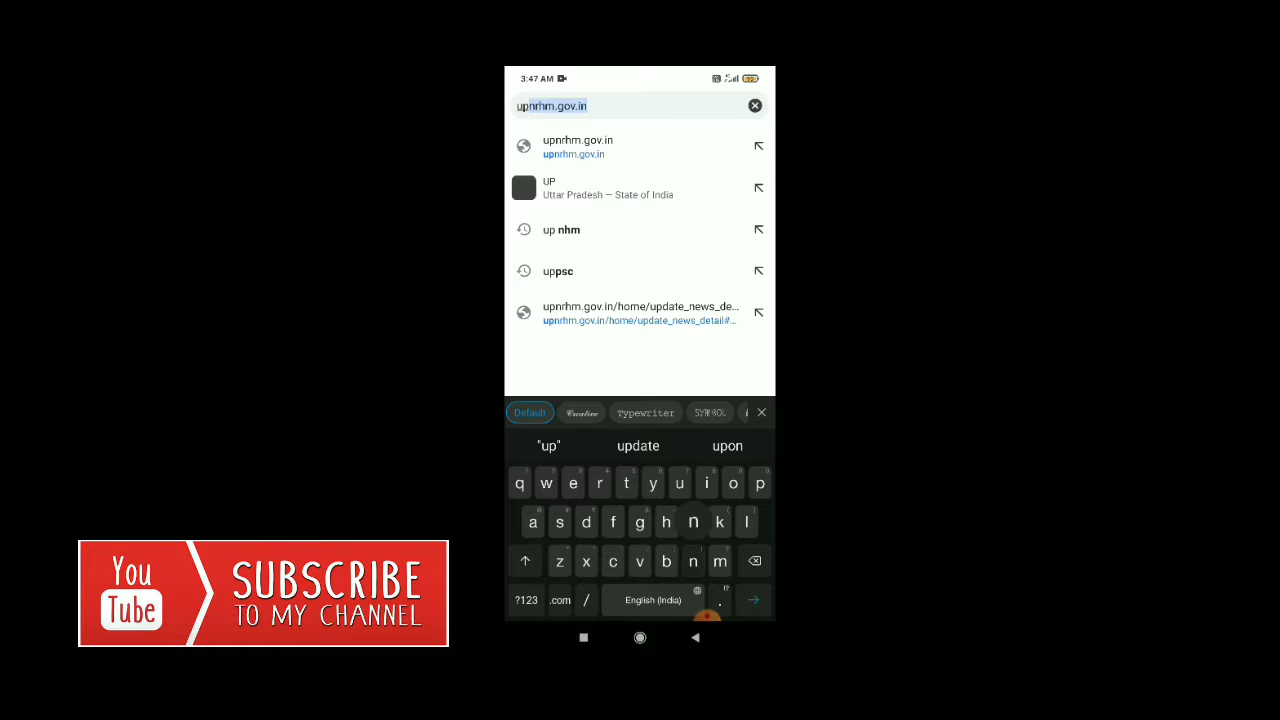 3:47 AM
upnrhm.gov.in
upnrhm.gov.in
upnrhm.gov.in
UP
Uttar Pradesh — State of India
up nhm
uppsc
upnrhm.gov.in/home/update_news_de...
upnrhm.gov.in/home/update_news_detail#...
Default Creative Typewriter SYMBOL
"up" update upon
q w e r t y u i o p
a s d f g h n k l
z x c v b n m
?123 .com / English (India) .
You Tube
SUBSCRIBE
TO MY CHANNEL